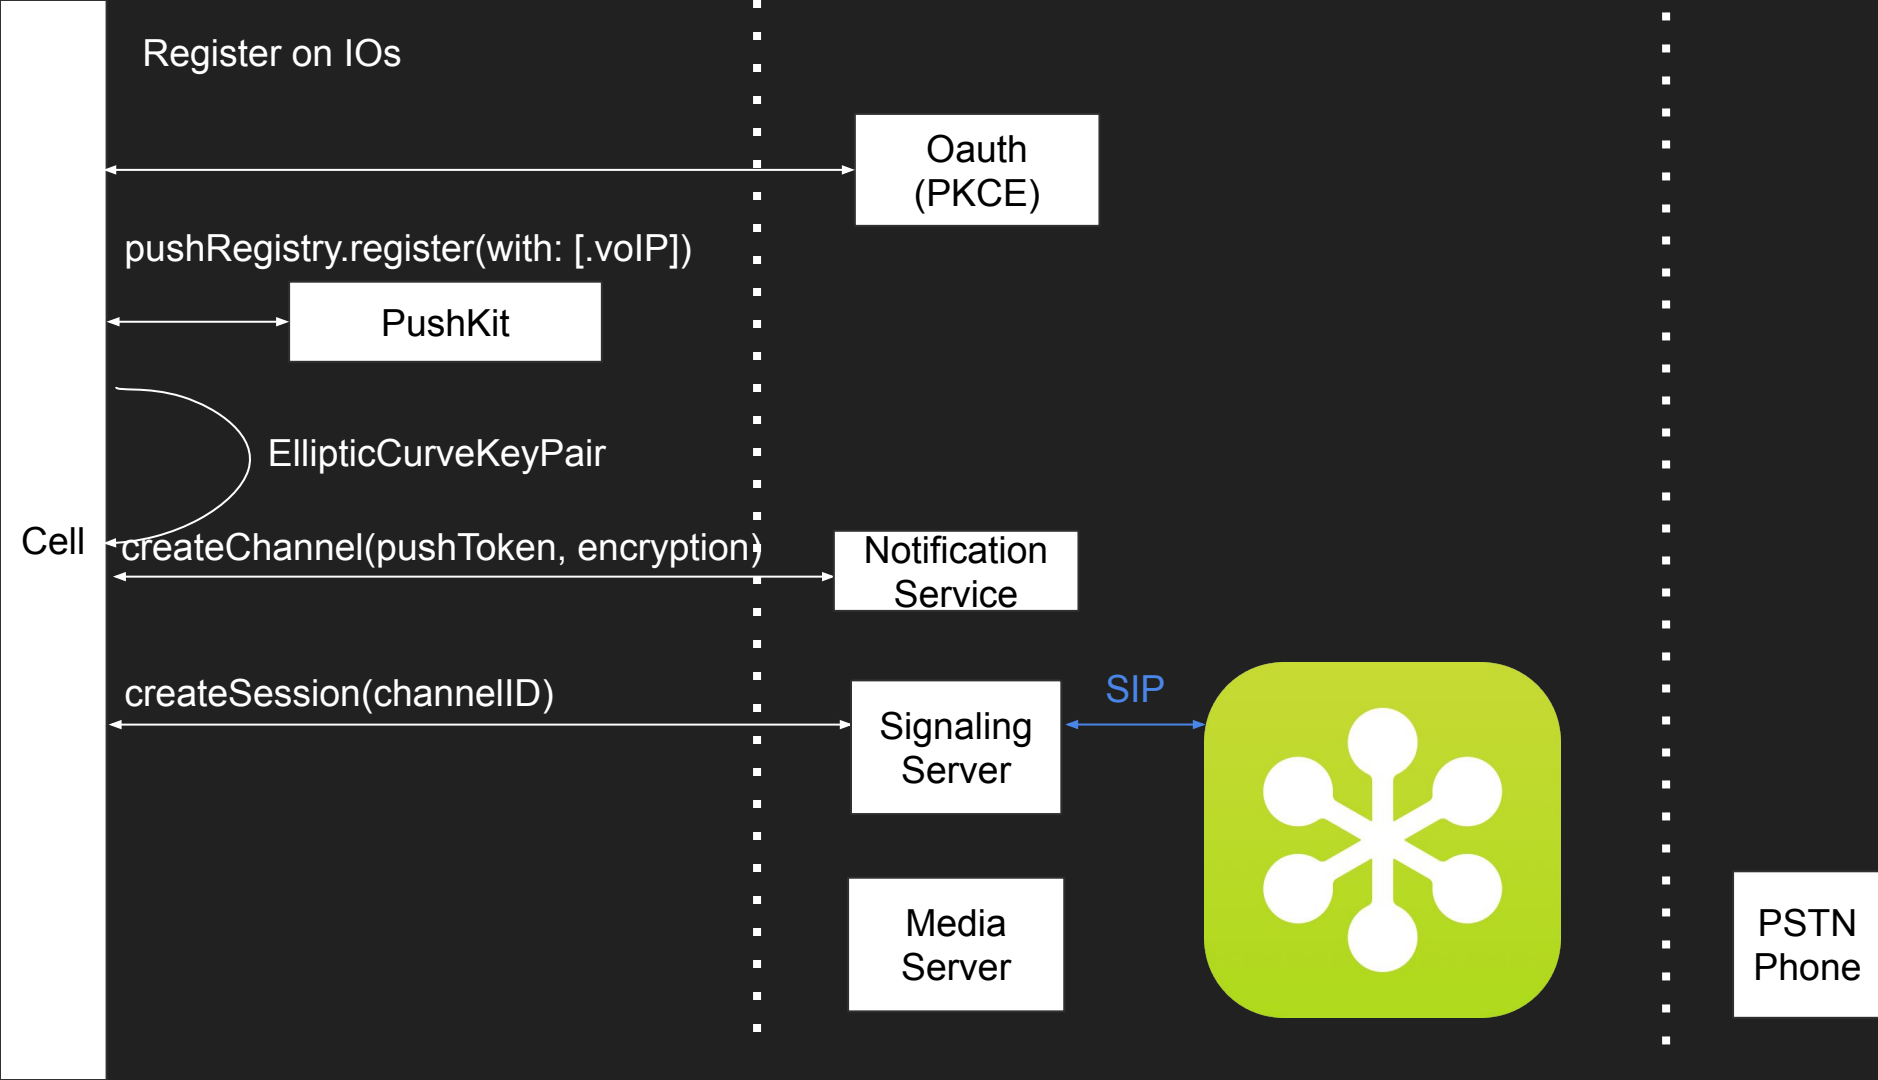 Register on IOs
Oauth
(PKCE)
pushRegistry.register(with: [.voIP])
PushKit
EllipticCurveKeyPair
Cell
createChannel(pushToken, encryption)
Notification
Service
createSession(channelID)
SIP
Signaling
Server
Media
Server
PSTN
Phone